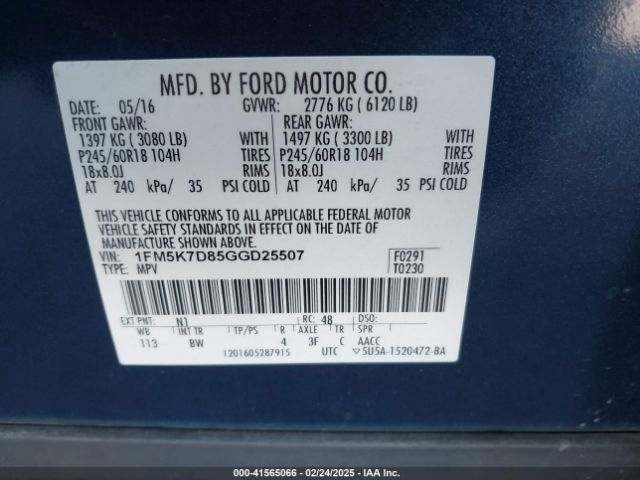 MFD. BY FORD MOTOR CO.
DATE: 05/16 GVWR: 2776 KG ( 6120 LB)
FRONT GAWR: REAR GAWR:
1397 KG ( 3080 LB) WITH 1497 KG ( 3300 LB) WITH
P245/60R18 104H TIRES P245/60R18 104H TIRES
18x8.0J RIMS 18x8.0J RIMS
AT 240 kPa/ 35 PSI COLD AT 240 kPa/ 35 PSI COLD
THIS VEHICLE CONFORMS TO ALL APPLICABLE FEDERAL MOTOR
VEHICLE SAFETY STANDARDS IN EFFECT ON THE DATE OF
MANUFACTURE SHOWN ABOVE.
VIN: 1FM5K7D85GGD25507 F0291
TYPE: MPV T0230
EXT PNT: N1 RC: 48 DSO:
WB INT TR TP/PS R AXLE TR SPR
113 BW 4 3F C AACC
1201605287915 UTC 5U5A-1520472-BA
000-41565066 - 02/24/2025 - IAAI.COM